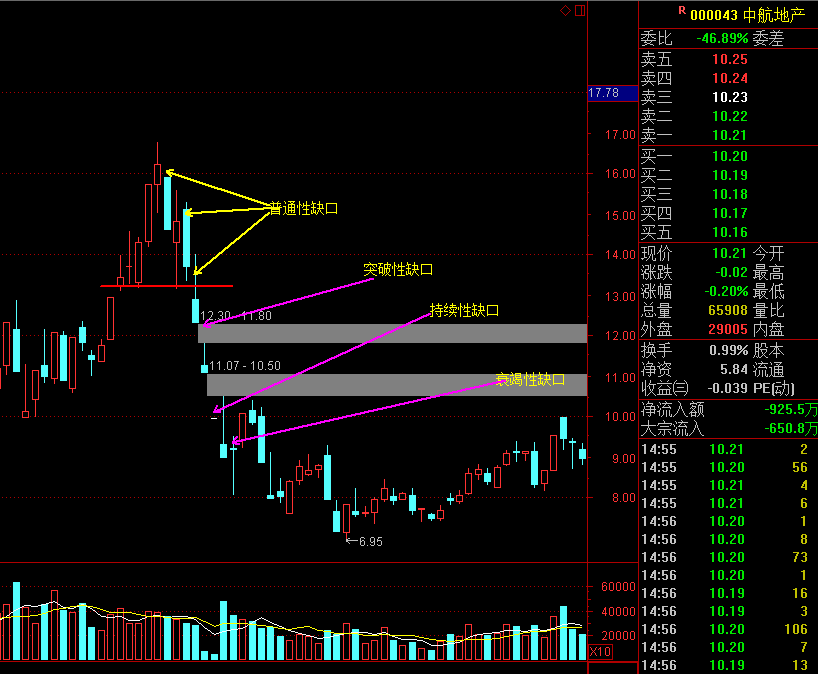 R 000043 中航地产
委比 -46.89% 委差
卖五 10.25
17.78
卖四 10.24
卖三 10.23
卖二 10.22
17.00
卖一 10.21
买一 10.20
16.00
买二 10.19
买三 10.18
普通性缺口
15.00
买四 10.17
买五 10.16
14.00
现价 10.21 今开
突破性缺口
涨跌 -0.02 最高
13.00
涨幅 -0.20% 最低
持续性缺口
总量 65908 量比
12.30 - 11.80
外盘 29005 内盘
12.00
换手 0.99% 股本
11.07 - 10.50
净资 5.84 流通
11.00
衰竭性缺口
收益㈢ -0.039 PE(动)
净流入额 -925.5万
10.00
大宗流入 -650.8万
14:55 10.21 2
9.00
14:55 10.20 56
14:55 10.21 4
8.00
14:55 10.21 6
14:56 10.20 1
6.95
14:56 10.20 8
14:56 10.20 73
14:56 10.20 1
60000
14:56 10.19 16
40000
14:56 10.19 3
14:56 10.20 106
20000
14:56 10.20 7
X10
14:56 10.19 13